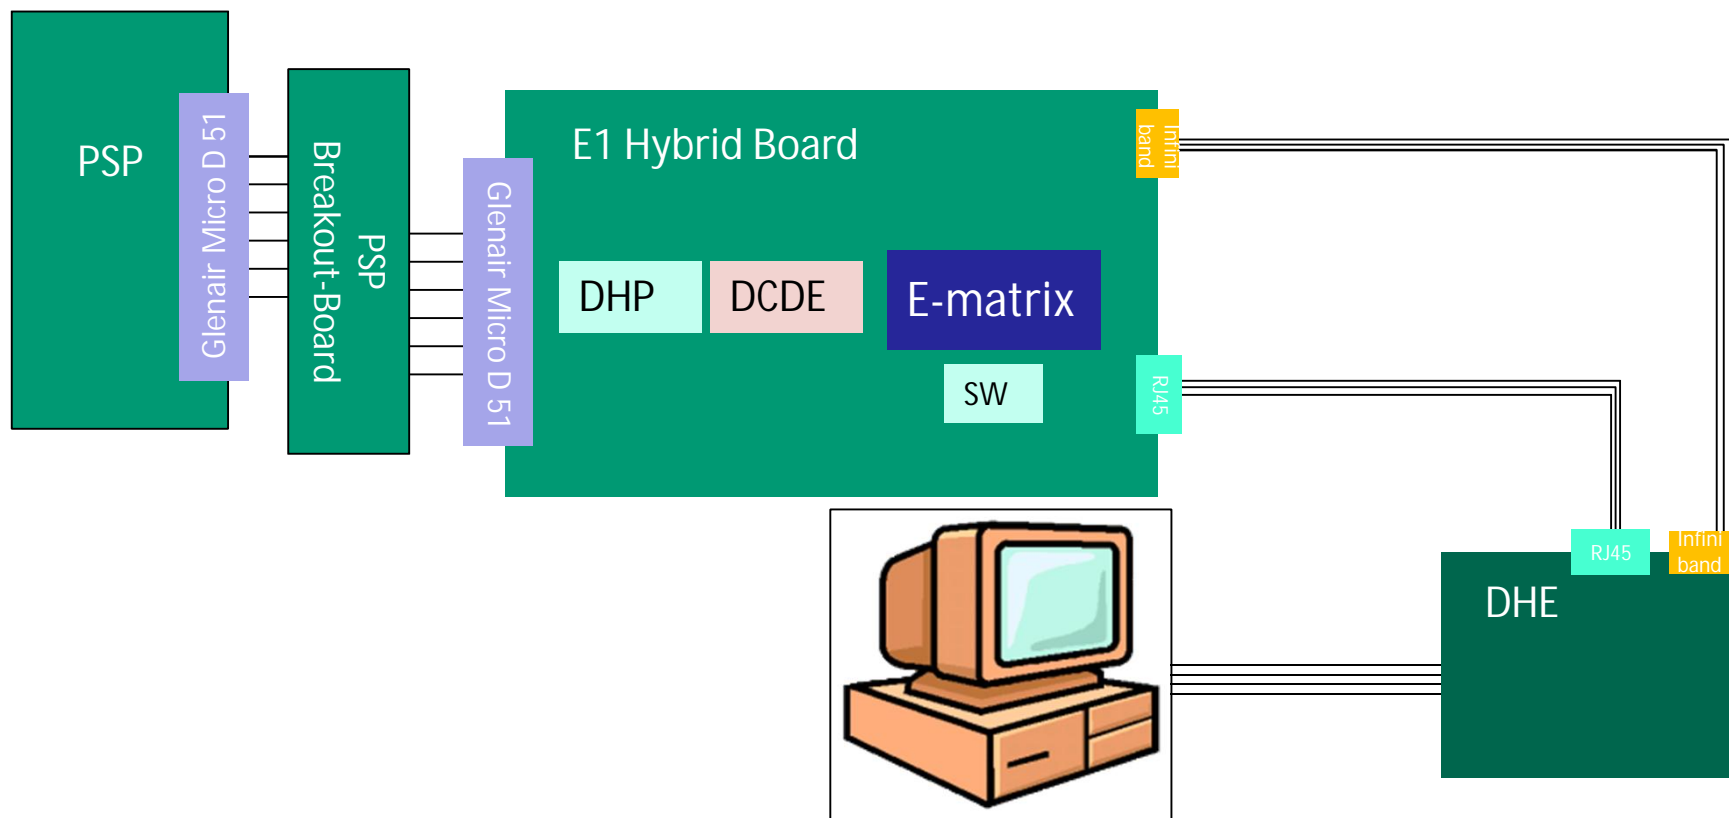 PSP
Glenair Micro D 51
PSP
Breakout-Board
Glenair Micro D 51
E1 Hybrid Board
Infini
band
DHP
DCDE
E-matrix
SW
RJ45
RJ45
Infini
band
DHE